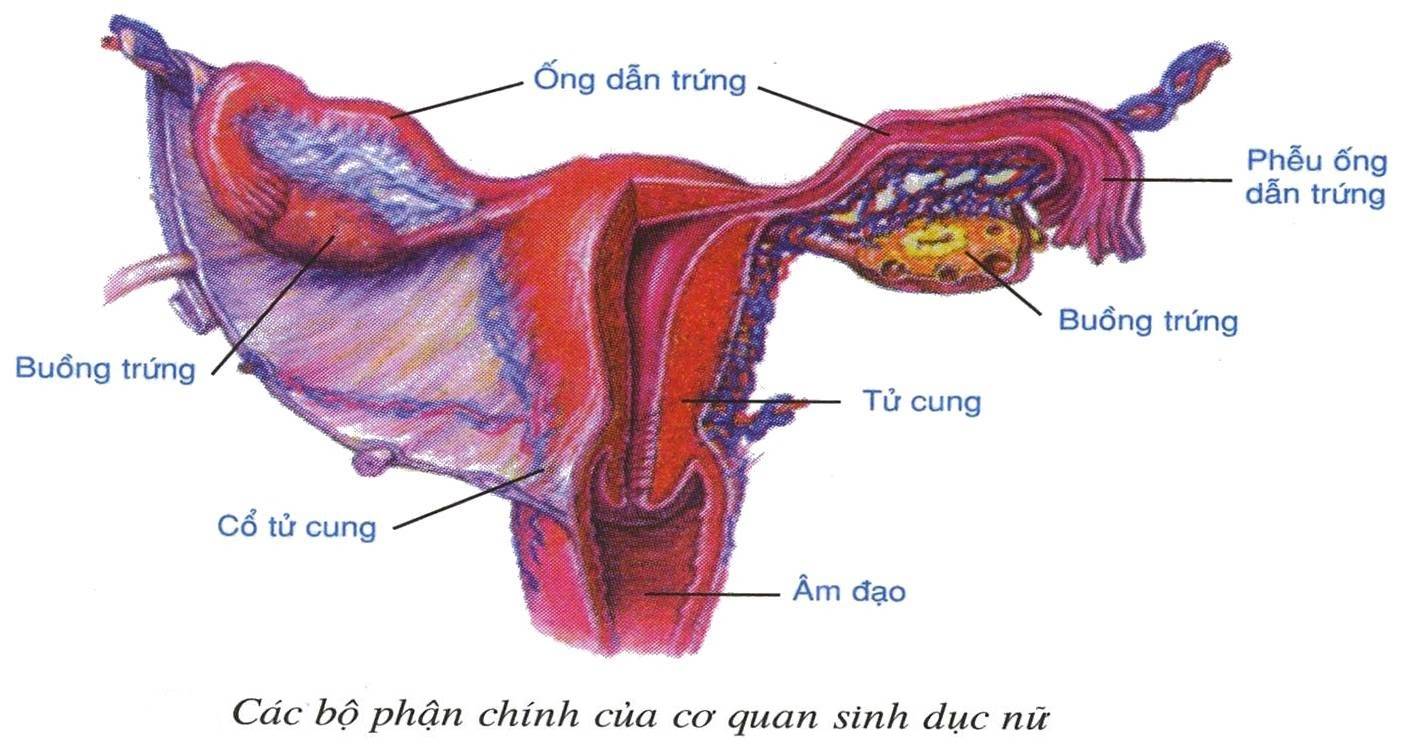 Ống dẫn trứng
Phễu ống
dẫn trứng
Buồng trứng
Buồng trứng
Tử cung
Cổ tử cung
Âm đạo
Các bộ phận chính của cơ quan sinh dục nữ